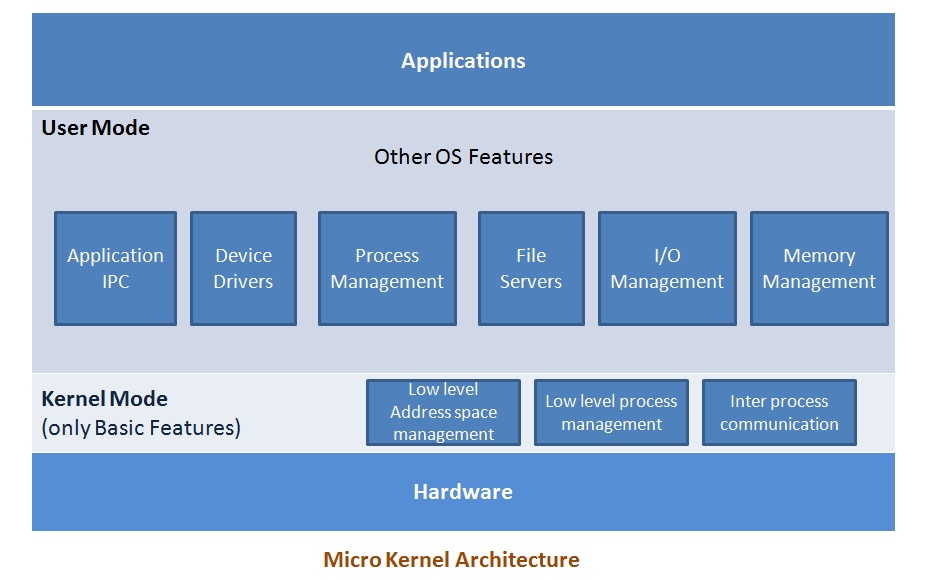 Applications
User Mode
Other OS Features
Application
IPC
Device
Drivers
Process
Management
File
Servers
I/O
Management
Memory
Management
Kernel Mode
(only Basic Features)
Low level
Address space
management
Low level process
management
Inter process
communication
Hardware
Micro Kernel Architecture